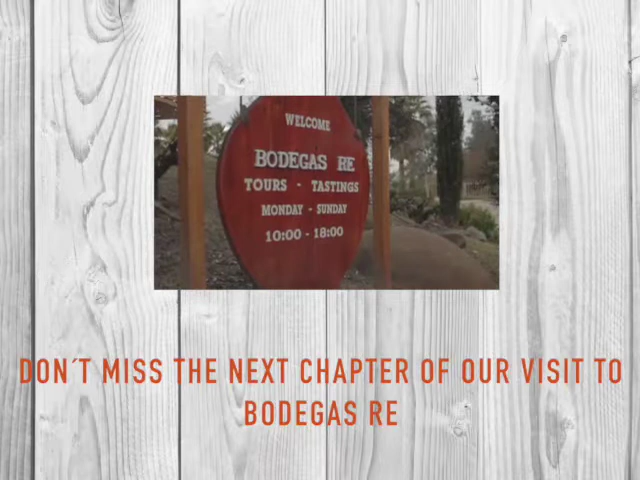 WELCOME
BODEGAS RE
TOURS - TASTINGS
MONDAY - SUNDAY
10:00 - 18:00
DON´T MISS THE NEXT CHAPTER OF OUR VISIT TO
BODEGAS RE